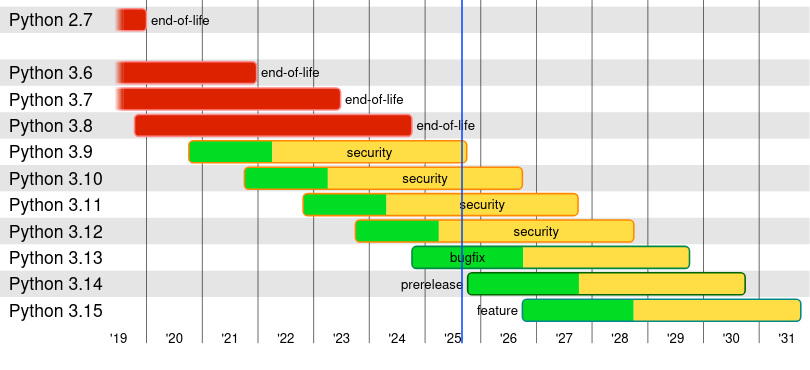 Python 2.7 end-of-life
Python 3.6 end-of-life
Python 3.7 end-of-life
Python 3.8 end-of-life
Python 3.9 security
Python 3.10 security
Python 3.11 security
Python 3.12 security
Python 3.13 bugfix
Python 3.14 prerelease
Python 3.15 feature
'19 '20 '21 '22 '23 '24 '25 '26 '27 '28 '29 '30 '31